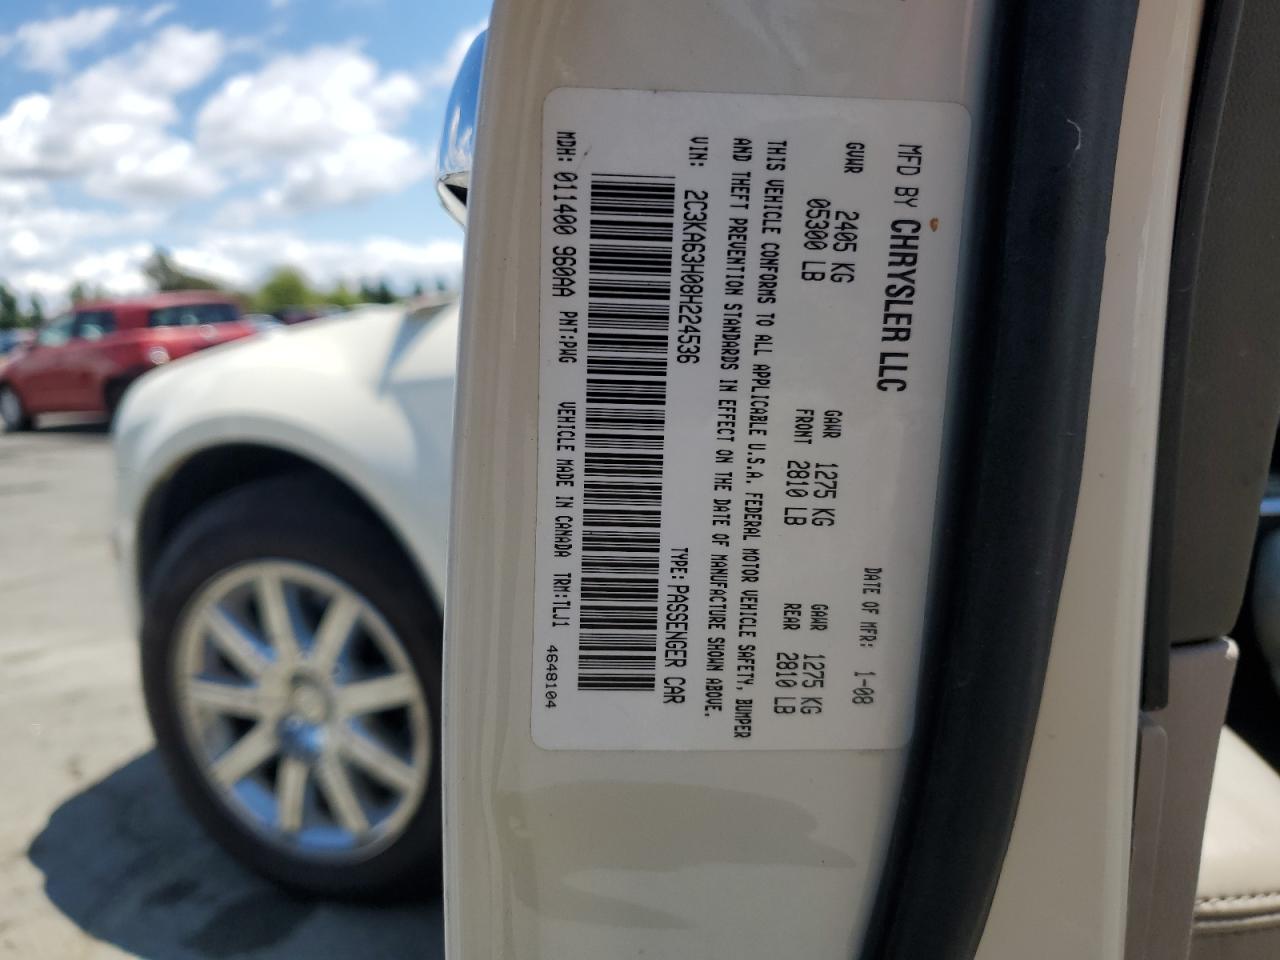 MFD BY CHRYSLER LLC
DATE OF MFR: 1-08
GVWR 2405 KG
05300 LB
GAWR 1275 KG
FRONT 2810 LB
GAWR 1275 KG
REAR 2810 LB
THIS VEHICLE CONFORMS TO ALL APPLICABLE U.S.A. FEDERAL MOTOR VEHICLE SAFETY, BUMPER
AND THEFT PREVENTION STANDARDS IN EFFECT ON THE DATE OF MANUFACTURE SHOWN ABOVE.
VIN: 2C3KA63H08H224536 TYPE: PASSENGER CAR
MDH: 011400 960AA PNT:PWG VEHICLE MADE IN CANADA TRM:TLJ1 4648104